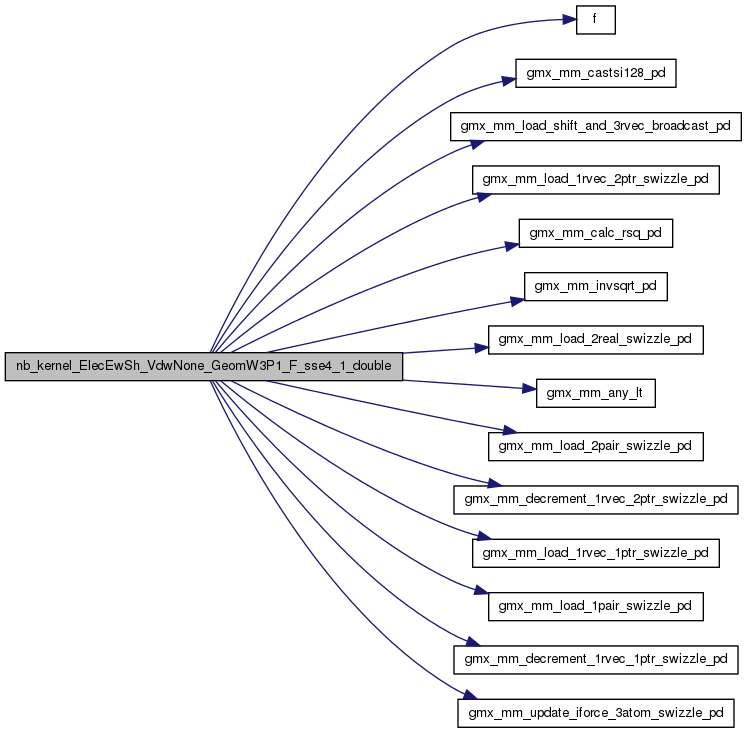 f
gmx_mm_castsi128_pd
gmx_mm_load_shift_and_3rvec_broadcast_pd
gmx_mm_load_1rvec_2ptr_swizzle_pd
gmx_mm_calc_rsq_pd
gmx_mm_invsqrt_pd
gmx_mm_load_2real_swizzle_pd
nb_kernel_ElecEwSh_VdwNone_GeomW3P1_F_sse4_1_double
gmx_mm_any_lt
gmx_mm_load_2pair_swizzle_pd
gmx_mm_decrement_1rvec_2ptr_swizzle_pd
gmx_mm_load_1rvec_1ptr_swizzle_pd
gmx_mm_load_1pair_swizzle_pd
gmx_mm_decrement_1rvec_1ptr_swizzle_pd
gmx_mm_update_iforce_3atom_swizzle_pd